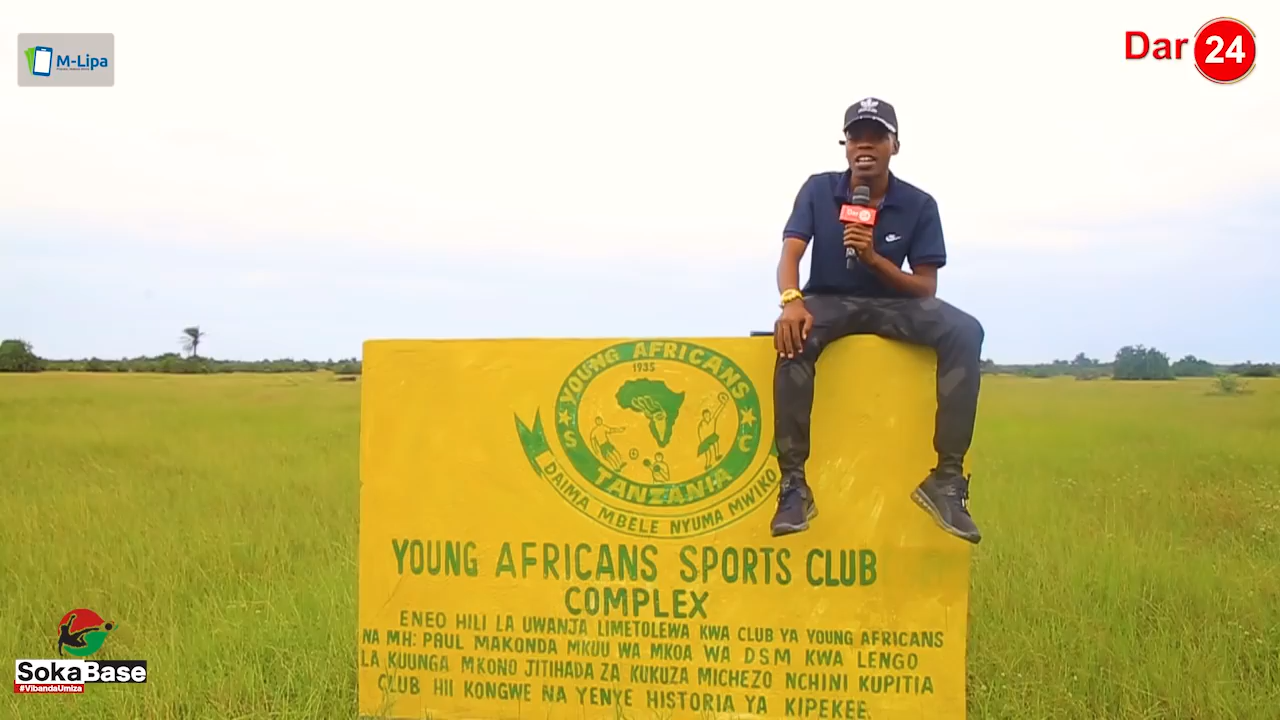 M-Lipa
Dar 24
Dar 24
YOUNG AFRICANS
1935
S C
TANZANIA
DAIMA MBELE NYUMA MWIKO
YOUNG AFRICANS SPORTS CLUB
COMPLEX
ENEO HILI LA UWANJA LIMETOLEWA KWA CLUB YA YOUNG AFRICANS
NA MH: PAUL MAKONDA MKUU WA MKOA WA DSM KWA LENGO
LA KUUNGA MKONO JITIHADA ZA KUKUZA MICHEZO NCHINI KUPITIA
CLUB HII KONGWE NA YENYE HISTORIA YA KIPEKEE
SokaBase
#VibandaUmiza